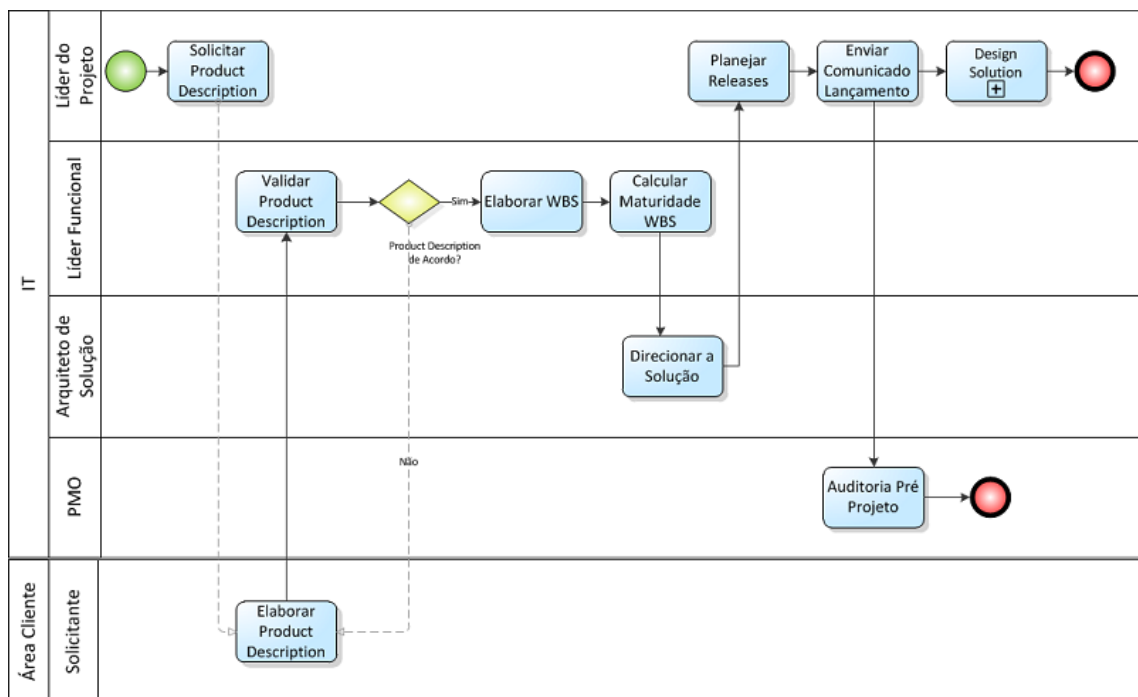 IT
Líder do
Projeto
Solicitar
Product
Description
Planejar
Releases
Enviar
Comunicado
Lançamento
Design
Solution
Líder Funcional
Validar
Product
Description
Product Description
de Acordo?
Sim
Elaborar WBS
Calcular
Maturidade
WBS
Arquiteto de
Solução
Direcionar a
Solução
PMO
Não
Auditoria Pré
Projeto
Área Cliente
Solicitante
Elaborar
Product
Description